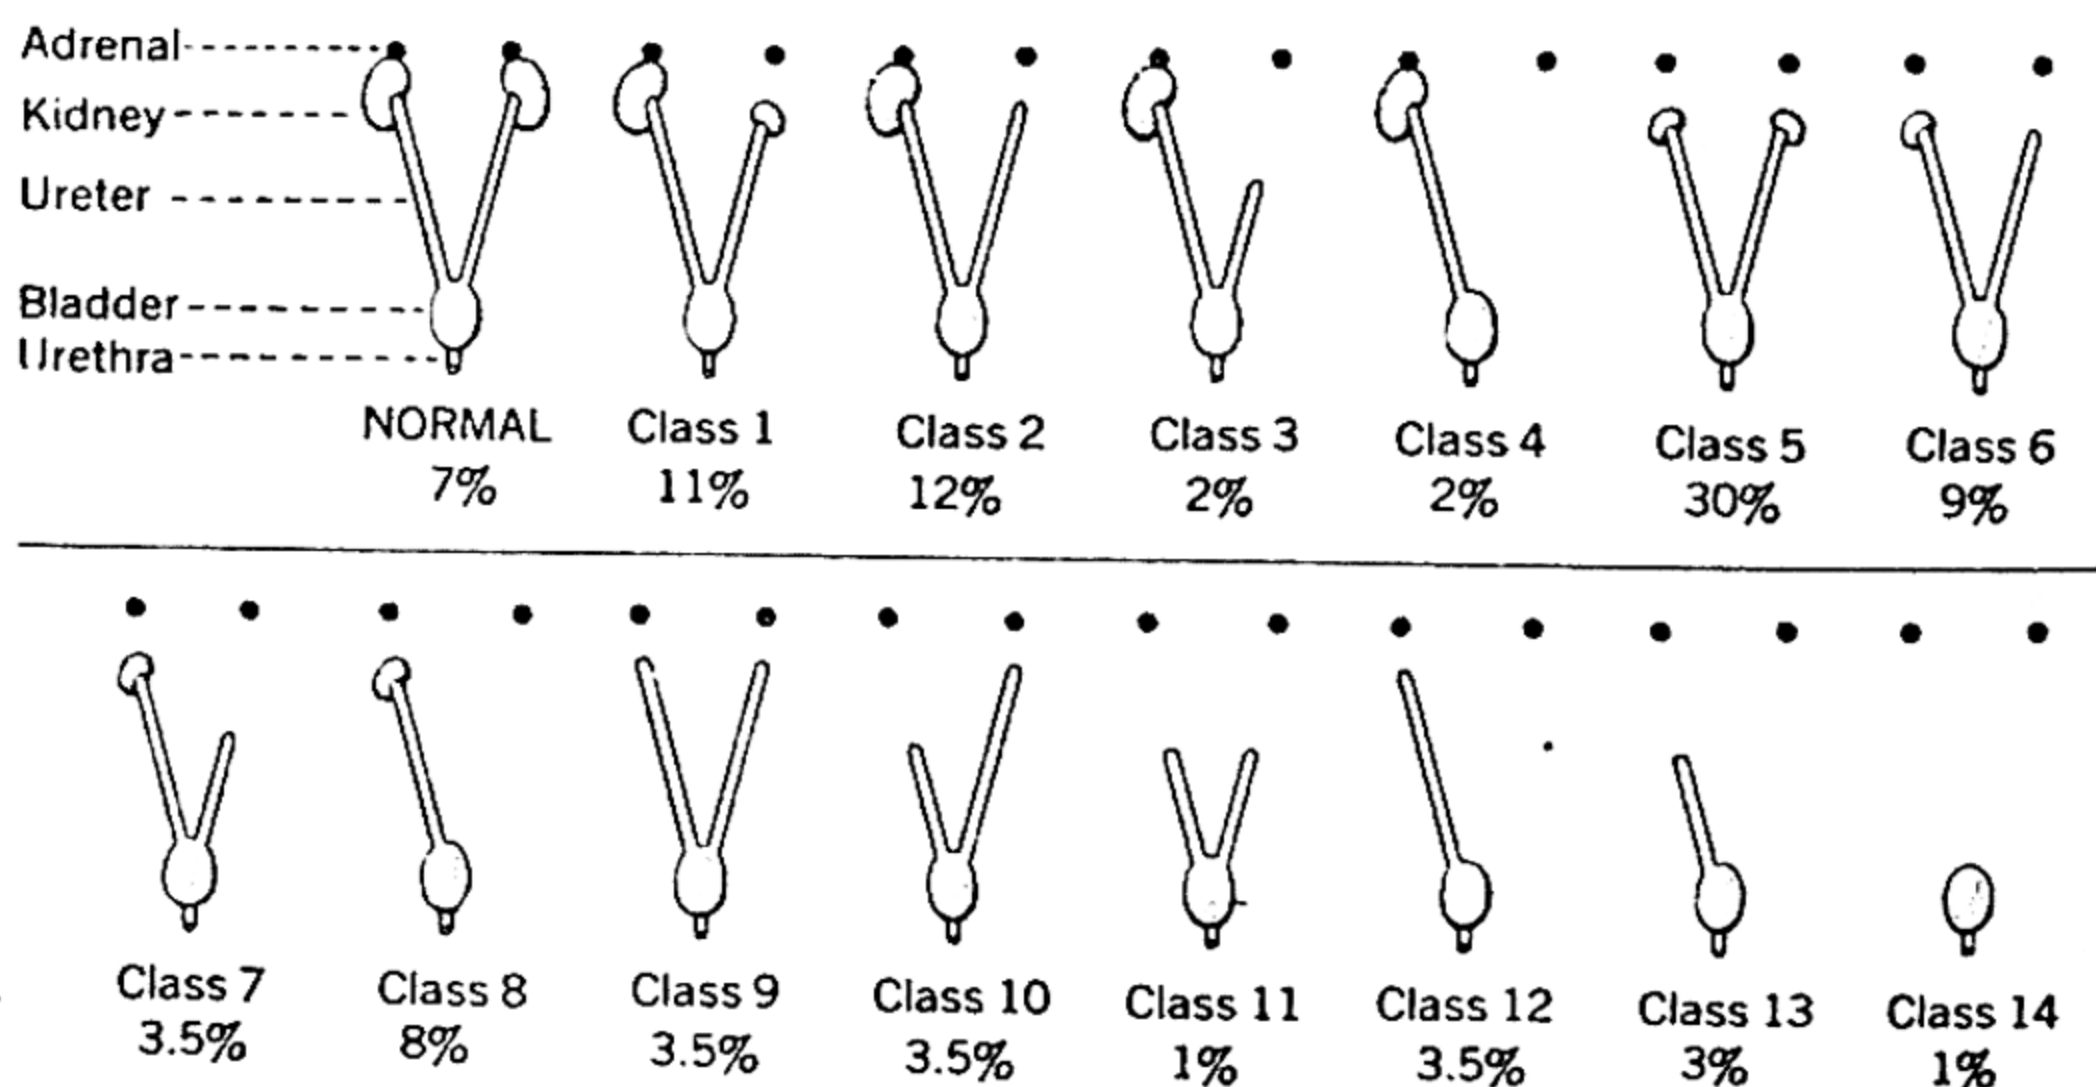 Adrenal
Kidney
Ureter
Bladder
Urethra
NORMAL Class 1 Class 2 Class 3 Class 4 Class 5 Class 6
7% 11% 12% 2% 2% 30% 9%
Class 7 Class 8 Class 9 Class 10 Class 11 Class 12 Class 13 Class 14
3.5% 8% 3.5% 3.5% 1% 3.5% 3% 1%